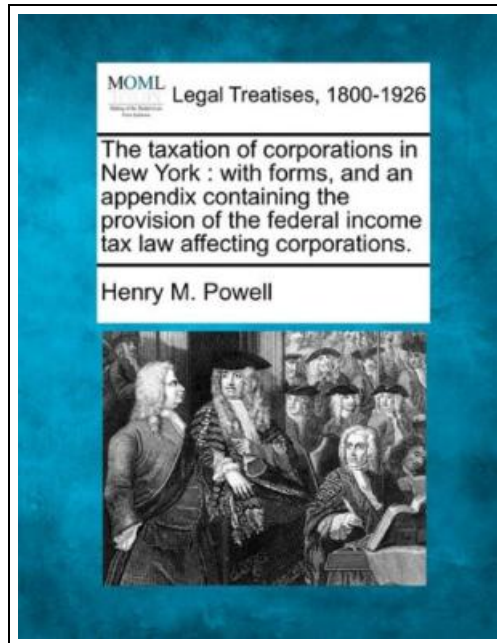 MOML
Legal Treatises, 1800-1926
The taxation of corporations in
New York : with forms, and an
appendix containing the
provision of the federal income
tax law affecting corporations.
Henry M. Powell